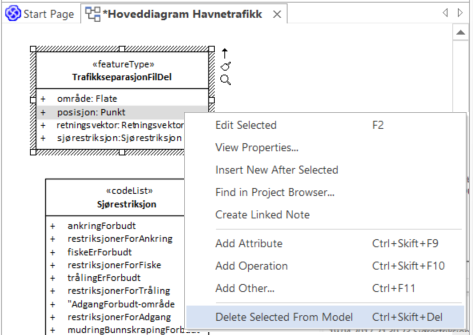 Start Page *Hoveddiagram Havnetrafikk ×
«featureType»
TrafikkseparasjonFilDel
+ område: Flate
+ posisjon: Punkt
+ retningsvektor: Retningsvektor
+ sjørestriksjon: Sjørestriksjon
«codeList»
Sjørestriksjon
+ ankringForbudt
+ restriksjonerForAnkring
+ fiskeErForbudt
+ restriksjonerForFiske
+ trålingErForbudt
+ restriksjonerForTråling
+ "AdgangForbudt-område
+ restriksjonerForAdgang
+ mudringBunnskrapingForbudt
Edit Selected F2
View Properties...
Insert New After Selected
Find in Project Browser...
Create Linked Note
Add Attribute Ctrl+Skift+F9
Add Operation Ctrl+Skift+F10
Add Other... Ctrl+F11
Delete Selected From Model Ctrl+Skift+Del